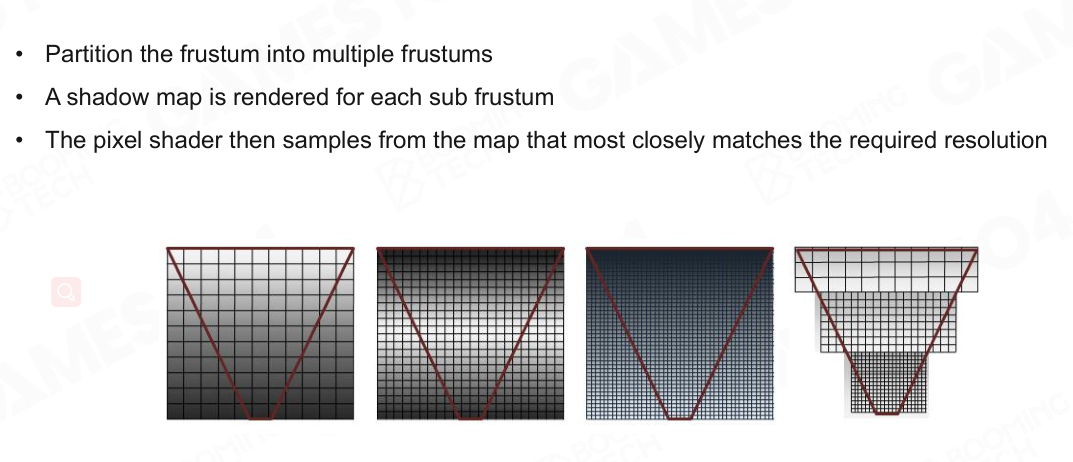 • Partition the frustum into multiple frustums
• A shadow map is rendered for each sub frustum
• The pixel shader then samples from the map that most closely matches the required resolution